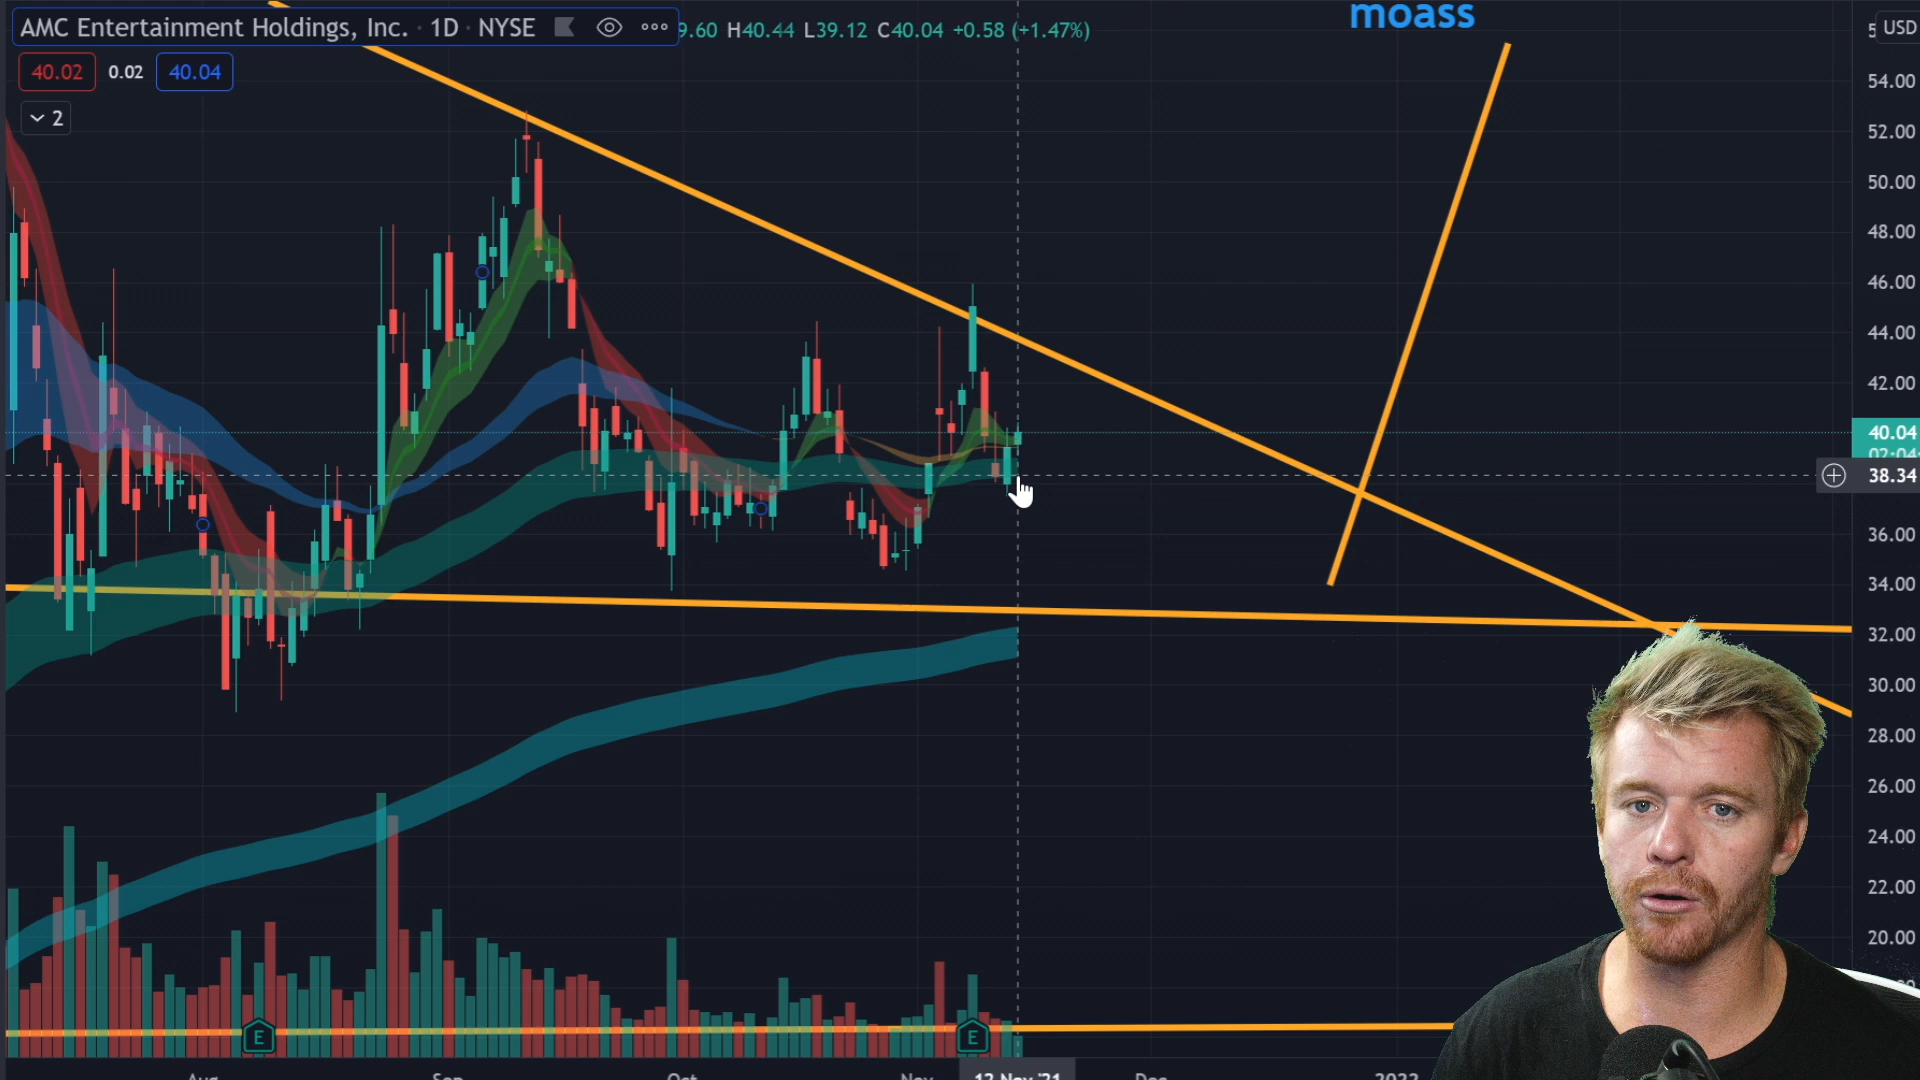 moass
AMC Entertainment Holdings, Inc. · 1D · NYSE
9.60 H40.44 L39.12 C40.04 +0.58 (+1.47%)
USD
40.02 0.02 40.04
2
54.00
52.00
50.00
48.00
46.00
44.00
42.00
40.04
02:04:
38.34
36.00
34.00
32.00
30.00
28.00
26.00
24.00
22.00
20.00
E
E
Aug Sep Oct Nov 12 Nov '21 Dec 2022